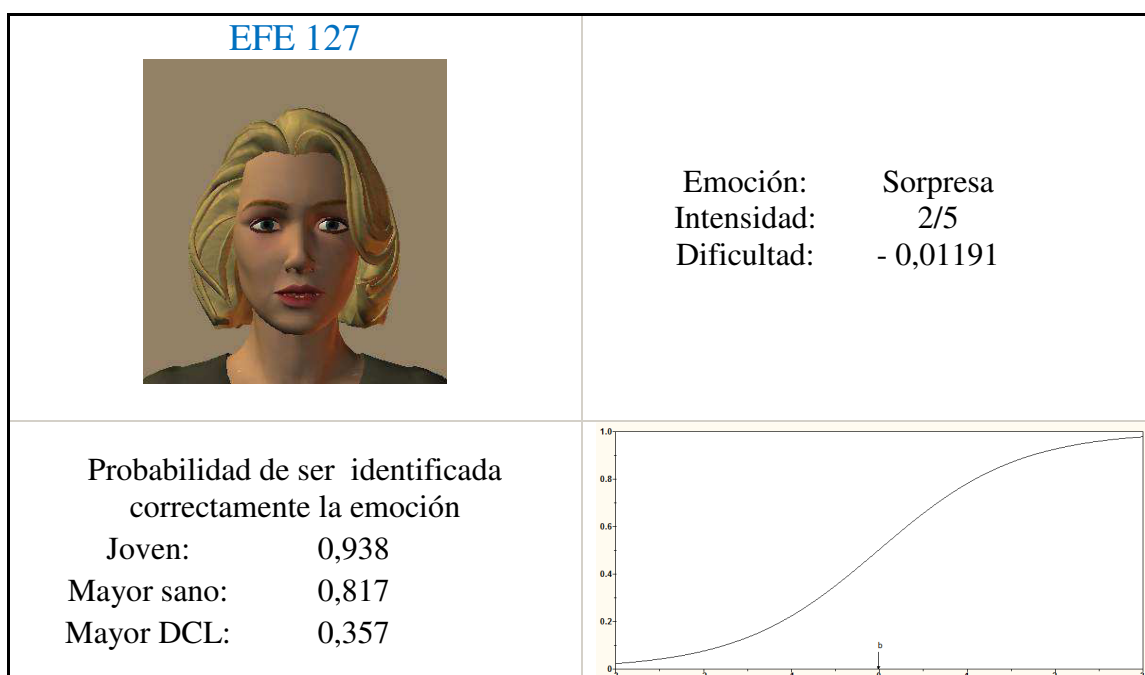 EFE 127
Emoción: Sorpresa
Intensidad: 2/5
Dificultad: - 0,01191
Probabilidad de ser identificada
correctamente la emoción
Joven: 0,938
Mayor sano: 0,817
Mayor DCL: 0,357
1.0
0.8
0.6
0.4
0.2
0
b